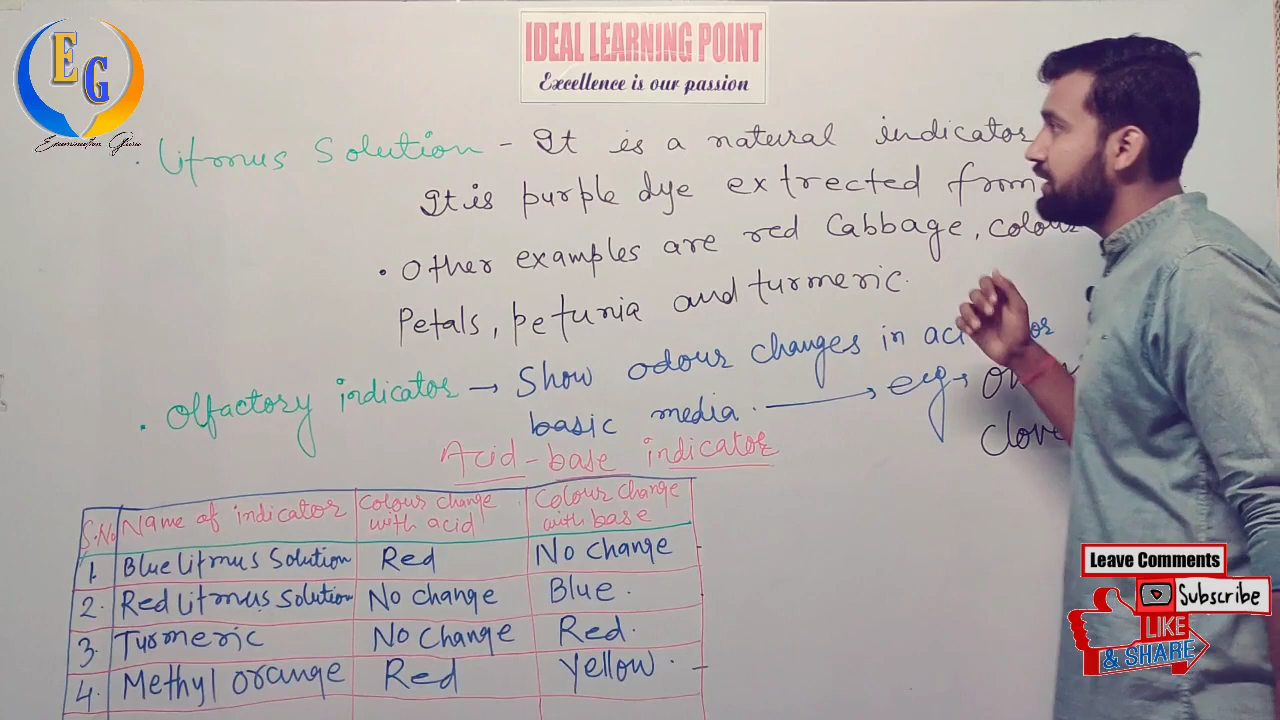 E
G
Examination Guru
IDEAL LEARNING POINT
Excellence is our passion
• Litmus Solution - It is a natural indicator
It is purple dye extrected from
• Other examples are red Cabbage, colour
Petals, petunia and turmeric.
• Olfactory indicator → Show odour changes in or
basic media. → eg →
Clove
Acid-base indicator
S.No Name of indicator Colour change with acid Colour change with base
1. Blue litmus Solution Red No change
2. Red litmus Solution No change Blue.
3. Turmeric No change Red.
4. Methyl orange Red Yellow.
Leave Comments
Subscribe
LIKE
& SHARE